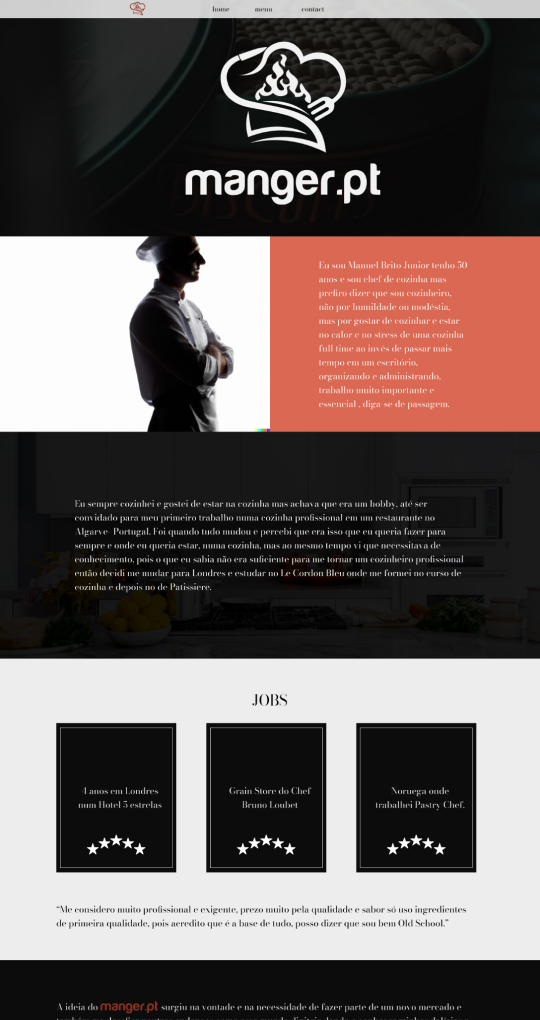 home menu contact
manger.pt
Eu sou Manuel Brito Junior tenho 50
anos e sou chef de cozinha mas
prefiro dizer que sou cozinheiro,
não por humildade ou modéstia,
mas por gostar de cozinhar e estar
no calor e no stress de uma cozinha
full time ao invés de passar mais
tempo em um escritório,
organizando e administrando,
trabalho muito importante e
essencial , diga-se de passagem.
Eu sempre cozinhei e gostei de estar na cozinha mas achava que era um hobby, até ser
convidado para meu primeiro trabalho numa cozinha profissional em um restaurante no
Algarve- Portugal. Foi quando tudo mudou e percebi que era isso que eu queria fazer para
sempre e onde eu queria estar, numa cozinha, mas ao mesmo tempo vi que necessitava de
conhecimento, pois o que eu sabia não era suficiente para me tornar um cozinheiro profissional
então decidi me mudar para Londres e estudar no Le Cordon Bleu onde me formei no curso de
cozinha e depois no de Patissiere.
JOBS
4 anos em Londres
num Hotel 5 estrelas
Grain Store do Chef
Bruno Loubet
Noruega onde
trabalhei Pastry Chef.
“Me considero muito profissional e exigente, prezo muito pela qualidade e sabor só uso ingredientes
de primeira qualidade, pois acredito que é a base de tudo, posso dizer que sou bem Old School.”
A ideia do manger.pt surgiu na vontade e na necessidade de fazer parte de um novo mercado e